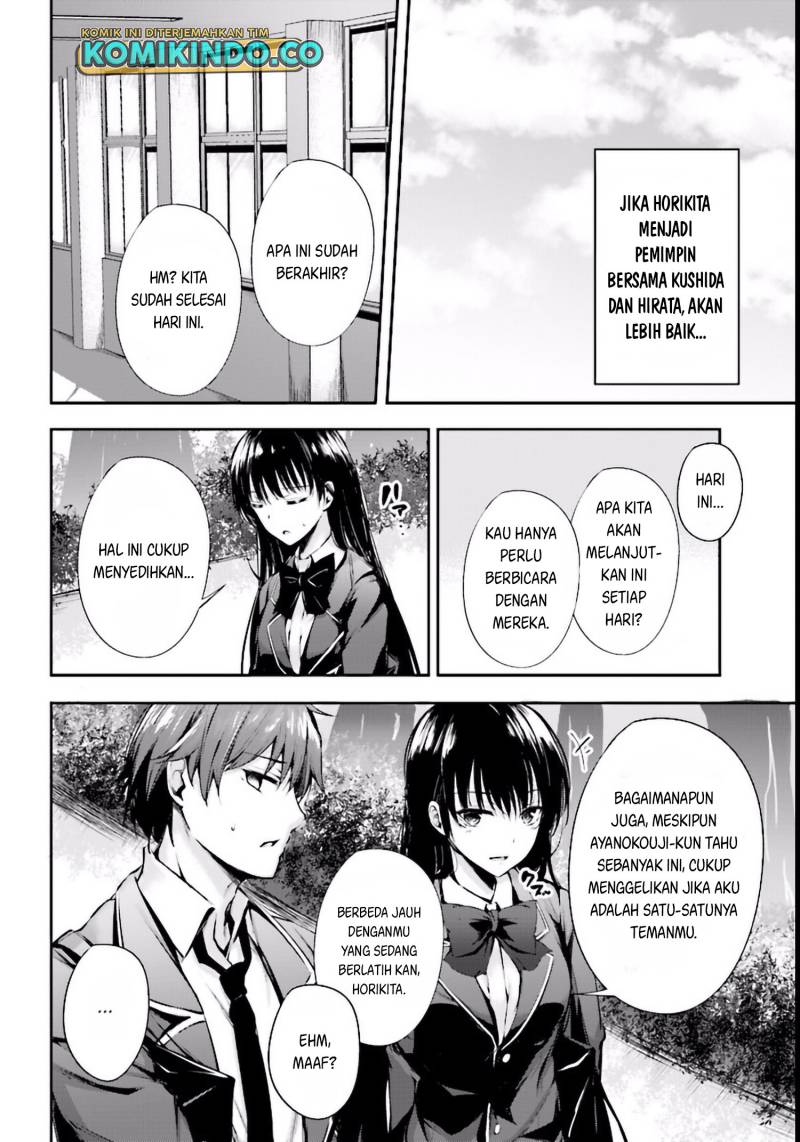 KOMIK INI DITERJEMAHKAN TIM
KOMIKINDO.CO
JIKA HORIKITA
MENJADI
PEMIMPIN
BERSAMA KUSHIDA
DAN HIRATA, AKAN
LEBIH BAIK...
APA INI SUDAH
BERAKHIR?
HM? KITA
SUDAH SELESAI
HARI INI.
HARI
INI...
APA KITA
AKAN
MELANJUT-
KAN INI
SETIAP
HARI?
KAU HANYA
PERLU
BERBICARA
DENGAN
MEREKA.
HAL INI CUKUP
MENYEDIHKAN...
BAGAIMANAPUN
JUGA, MESKIPUN
AYANOKOUJI-KUN TAHU
SEBANYAK INI, CUKUP
MENGGELIKAN JIKA AKU
ADALAH SATU-SATUNYA
TEMANMU.
BERBEDA JAUH
DENGANMU
YANG SEDANG
BERLATIH KAN,
HORIKITA.
EHM,
MAAF?
...